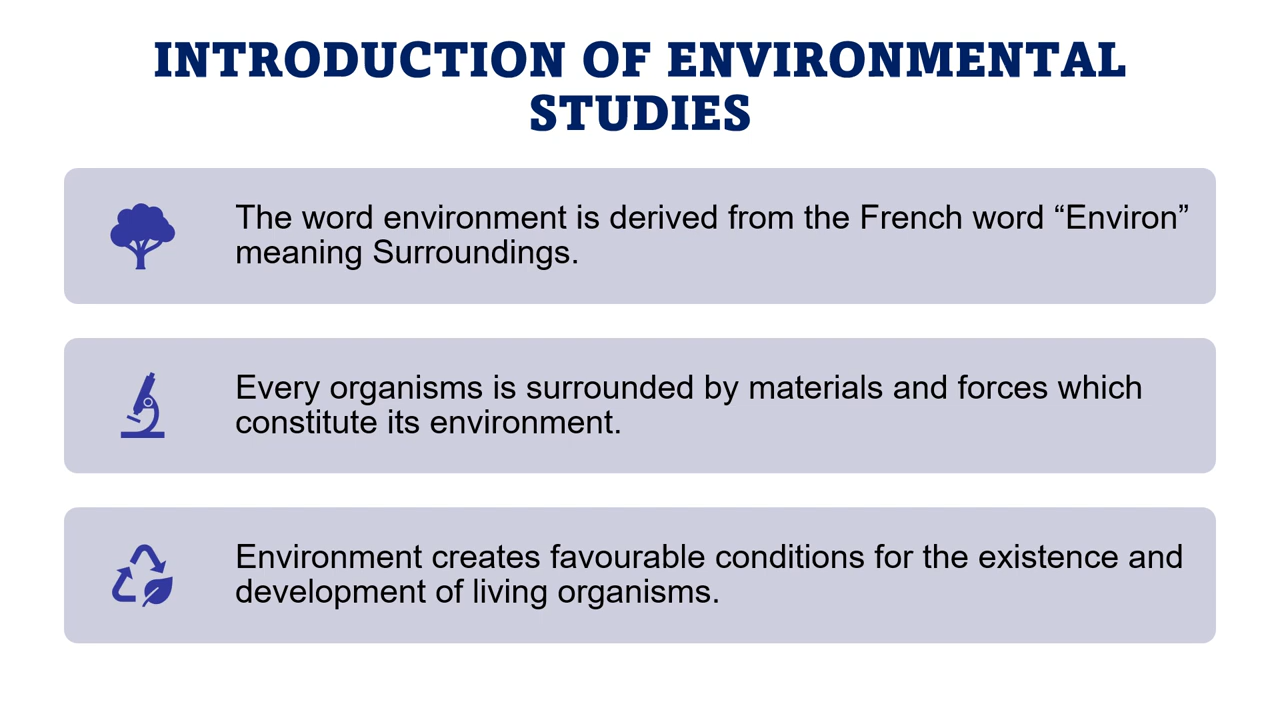 INTRODUCTION OF ENVIRONMENTAL
STUDIES
The word environment is derived from the French word “Environ”
meaning Surroundings.
Every organisms is surrounded by materials and forces which
constitute its environment.
Environment creates favourable conditions for the existence and
development of living organisms.